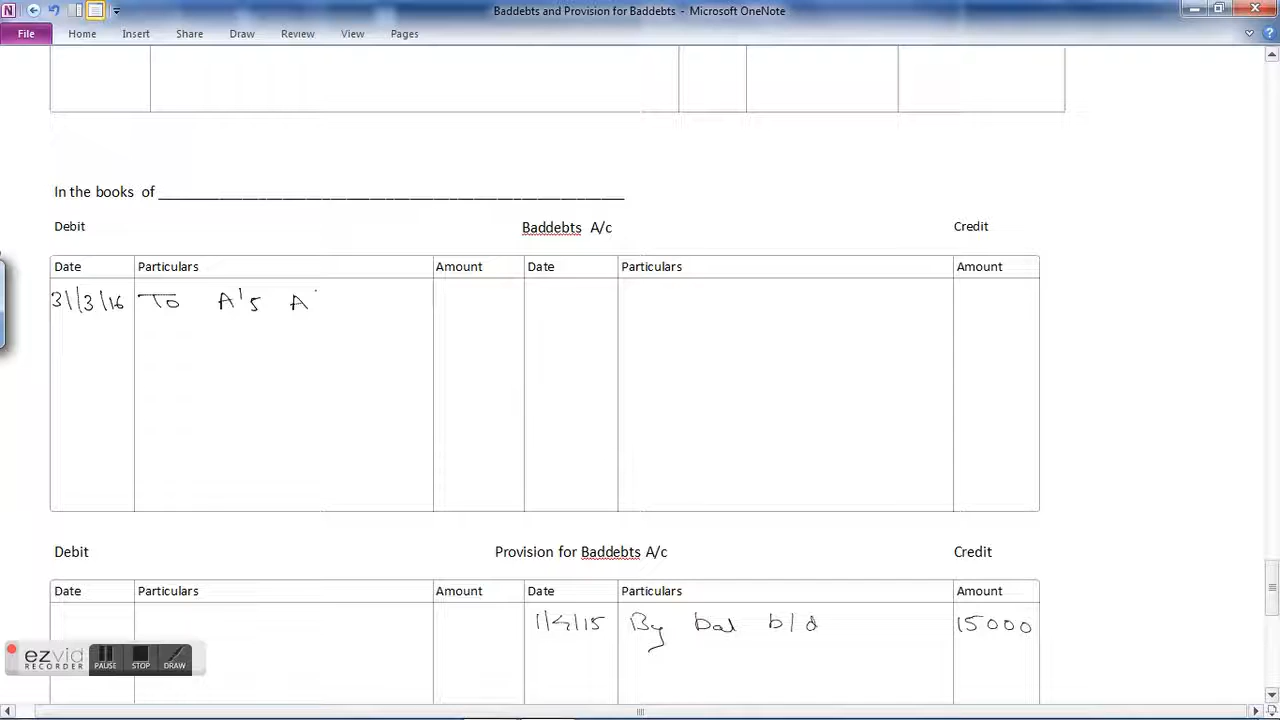 Baddebts and Provision for Baddebts - Microsoft OneNote
File Home Insert Share Draw Review View Pages
In the books of ____________________
Debit Baddebts A/c Credit
Date Particulars Amount Date Particulars Amount
31/3/16 To A's A
Debit Provision for Baddebts A/c Credit
Date Particulars Amount Date Particulars Amount
1/4/15 By bal b/d 15000
ezvid
RECORDER
PAUSE STOP DRAW